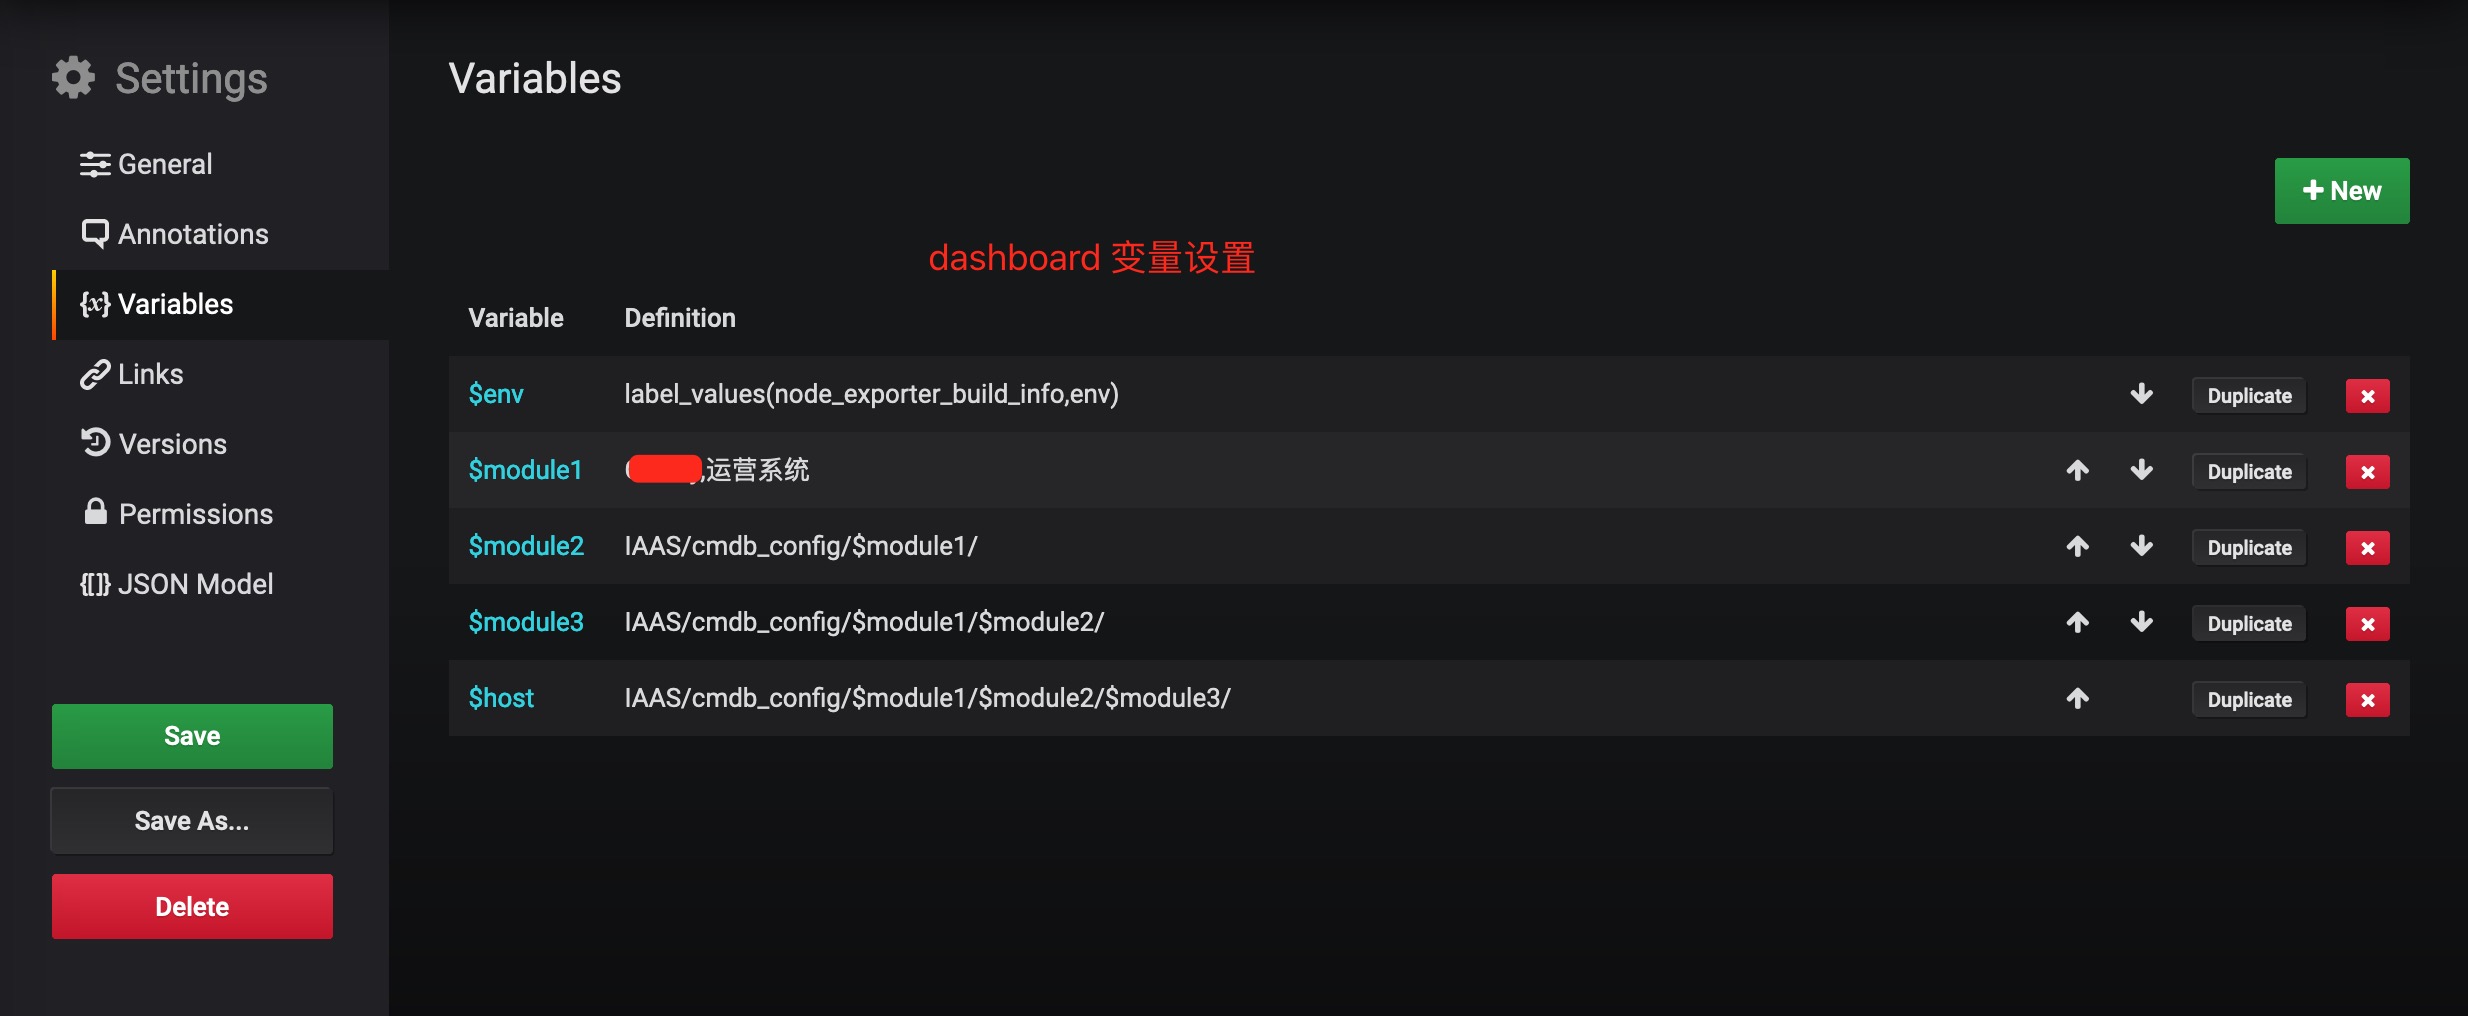 Settings
General
Annotations
Variables
Links
Versions
Permissions
JSON Model
Save
Save As...
Delete
Variables
New
dashboard 变量设置
Variable Definition
$env label_values(node_exporter_build_info,env) Duplicate
$module1 ,运营系统 Duplicate
$module2 IAAS/cmdb_config/$module1/ Duplicate
$module3 IAAS/cmdb_config/$module1/$module2/ Duplicate
$host IAAS/cmdb_config/$module1/$module2/$module3/ Duplicate